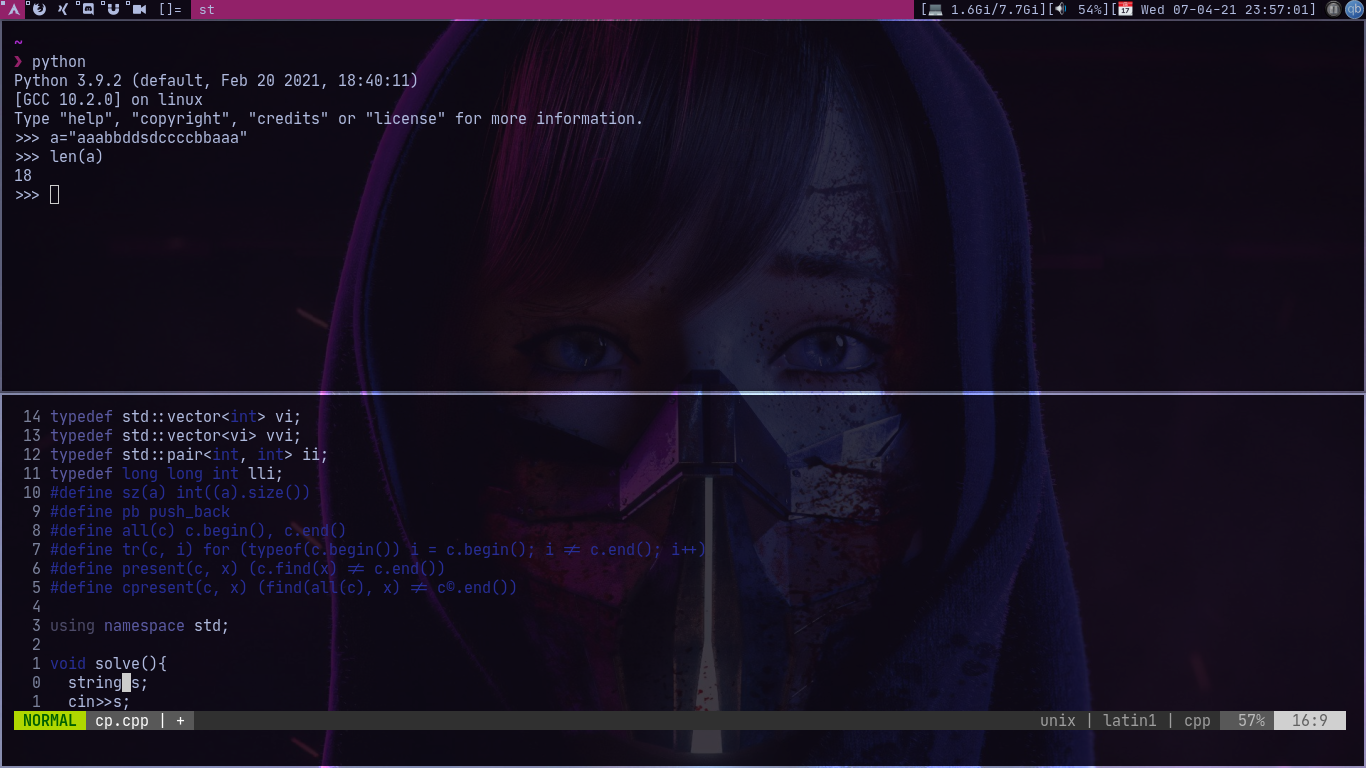 []= st [ 1.6Gi/7.7Gi][ 54%][ Wed 07-04-21 23:57:01]
~
❯ python
Python 3.9.2 (default, Feb 20 2021, 18:40:11)
[GCC 10.2.0] on linux
Type "help", "copyright", "credits" or "license" for more information.
>>> a="aaabbddsdccccbbaaa"
>>> len(a)
18
>>>
14 typedef std::vector<int> vi;
13 typedef std::vector<vi> vvi;
12 typedef std::pair<int, int> ii;
11 typedef long long int lli;
10 #define sz(a) int((a).size())
9 #define pb push_back
8 #define all(c) c.begin(), c.end()
7 #define tr(c, i) for (typeof(c.begin()) i = c.begin(); i != c.end(); i++)
6 #define present(c, x) (c.find(x) != c.end())
5 #define cpresent(c, x) (find(all(c), x) != c©.end())
4
3 using namespace std;
2
1 void solve(){
0 string s;
1 cin>>s;
NORMAL cp.cpp | + unix | latin1 | cpp 57% 16:9